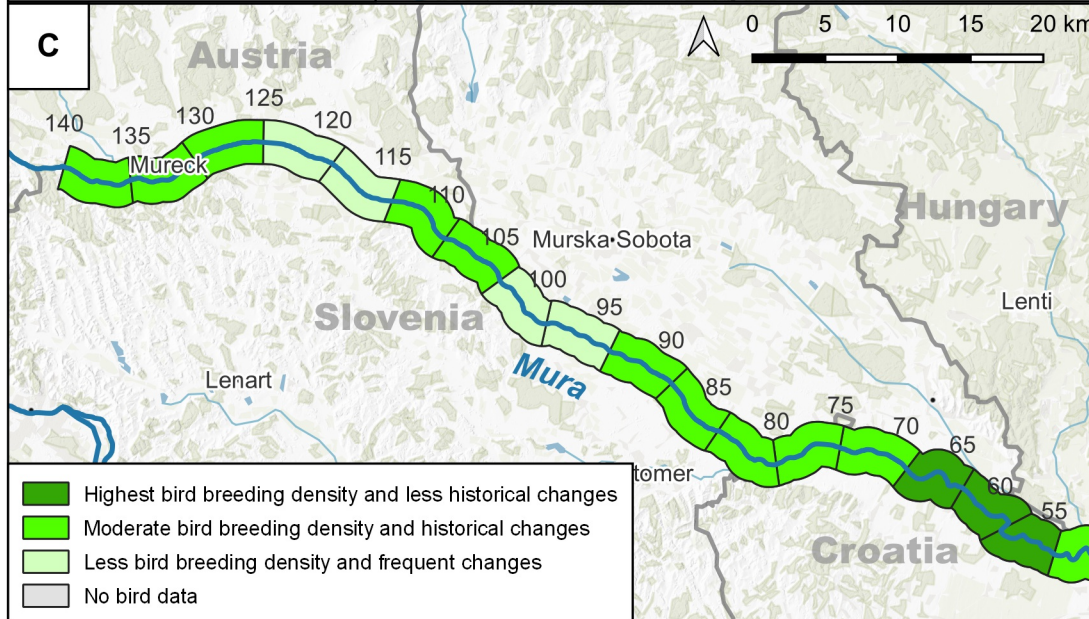 C
Austria
0 5 10 15 20 km
125
130
120
140
135
115
Mureck
110
Hungary
105
Murska Sobota
100
Lenti
95
Slovenia
90
Mura
Lenart
85
80
75
70
65
tomer
60
55
Croatia
Highest bird breeding density and less historical changes
Moderate bird breeding density and historical changes
Less bird breeding density and frequent changes
No bird data